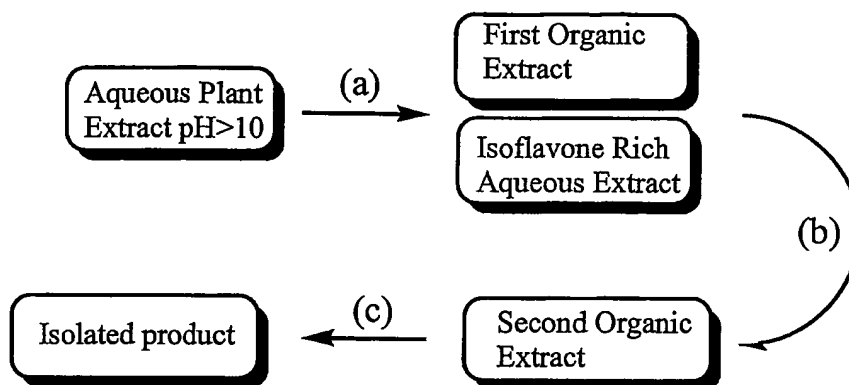 Aqueous Plant
Extract pH>10
(a)
First Organic
Extract
Isoflavone Rich
Aqueous Extract
(b)
Second Organic
Extract
(c)
Isolated product